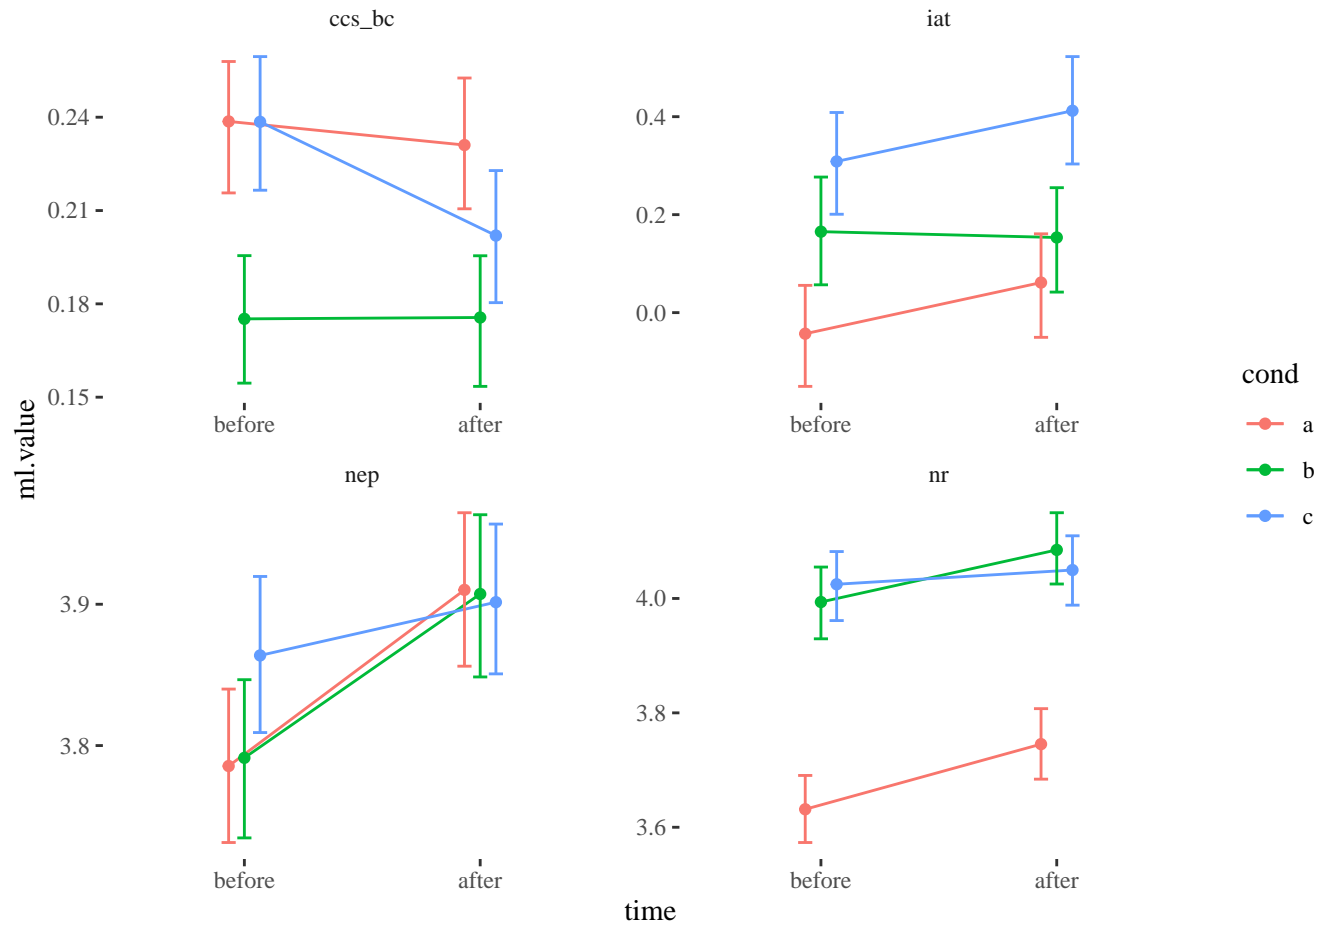 ccs_bc
iat
0.24
0.21
0.18
0.15
before
after
0.4
0.2
0.0
before
after
nep
nr
3.9
3.8
before
after
4.0
3.8
3.6
before
after
ml.value
time
cond
a
b
c